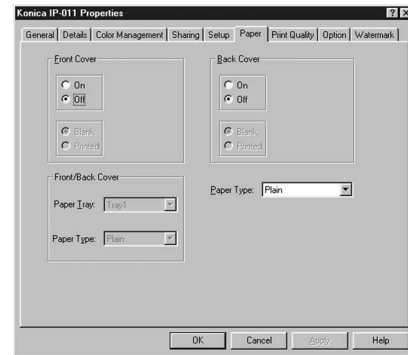 Konica IP-011 Properties
General Details Color Management Sharing Setup Paper Print Quality Option Watermark
Front Cover
On
Off
Blank
Printed
Back Cover
On
Off
Blank
Printed
Front/Back Cover
Paper Tray: Tray1
Paper Type: Plain
Paper Type: Plain
OK Cancel Apply Help